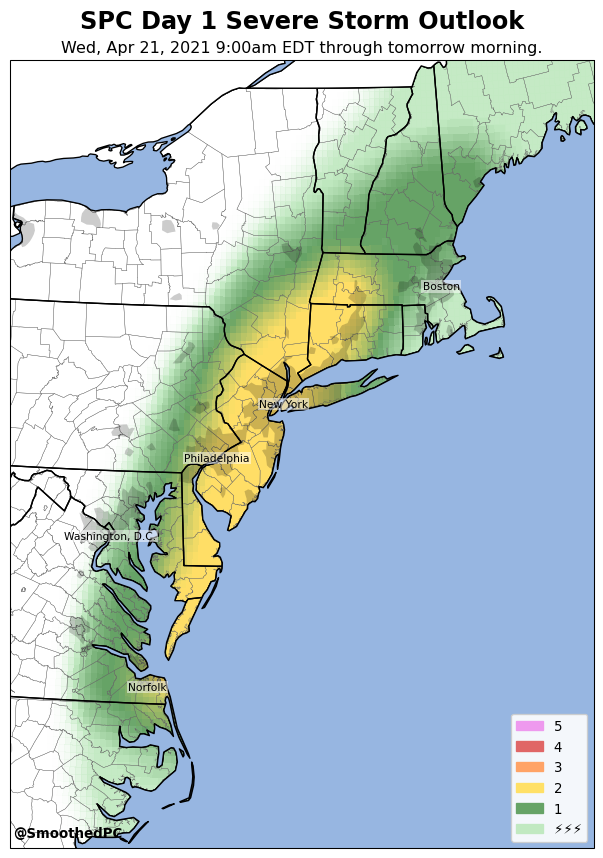 SPC Day 1 Severe Storm Outlook
Wed, Apr 21, 2021 9:00am EDT through tomorrow morning.
Boston
New York
Philadelphia
Washington, D.C.
Norfolk
5
4
3
2
1
⚡⚡⚡
@SmoothedPC